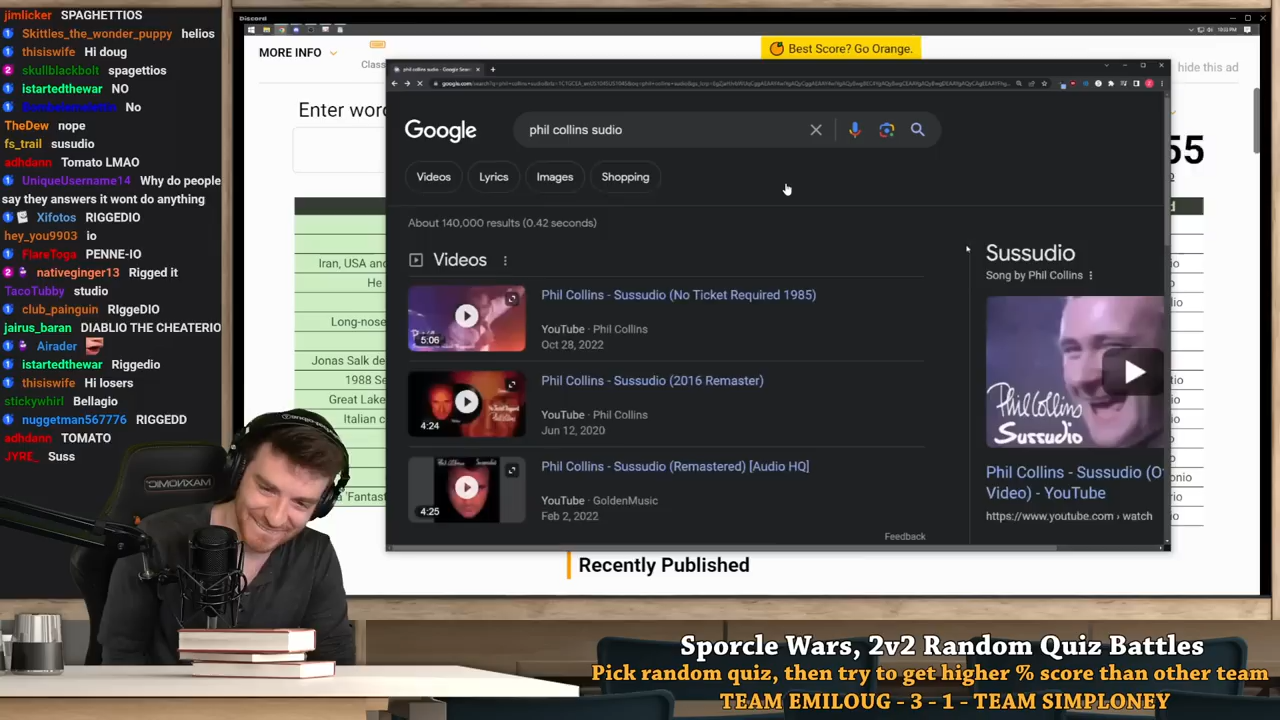 jimlicker SPAGHETTIOS
Skittles_the_wonder_puppy helios
thisiswife Hi doug
skullblackbolt spagettios
istartedthewar NO
No
TheDew nope
fs_trail susudio
adhdann Tomato LMAO
UniqueUsername14 Why do people
say they answers it wont do anything
Xifotos RIGGEDIO
hey_you9903 io
FlareToga PENNE-IO
nativeginger13 Rigged it
TacoTubby studio
club_painguin RIggeDIO
jairus_baran DIABLIO THE CHEATERIO
Airader
istartedthewar Riggedio
thisiswife Hi losers
stickywhirl Bellagio
nuggetman567776 RIGGEDD
adhdann TOMATO
JYRE_ Suss
Discord
MORE INFO
Best Score? Go Orange.
hide this ad
Clas
Enter word
55
phil collins sudio - Google Sear
Google
phil collins sudio
Videos
Lyrics
Images
Shopping
About 140,000 results (0.42 seconds)
Videos
Phil Collins - Sussudio (No Ticket Required 1985)
YouTube · Phil Collins
Oct 28, 2022
5:06
Phil Collins - Sussudio (2016 Remaster)
YouTube · Phil Collins
Jun 12, 2020
4:24
Phil Collins - Sussudio (Remastered) [Audio HQ]
YouTube · GoldenMusic
Feb 2, 2022
4:25
Feedback
Sussudio
Song by Phil Collins
Phil Collins
Sussudio
Phil Collins - Sussudio (O
Video) - YouTube
https://www.youtube.com › watch
Iran, USA and
He
Long-nose
Jonas Salk de
1988 Se
Great Lake
Italian c
a 'Fantast
Recently Published
MAXNOMIC
Sporcle Wars, 2v2 Random Quiz Battles
Pick random quiz, then try to get higher % score than other team
TEAM EMILOUG - 3 - 1 - TEAM SIMPLONEY